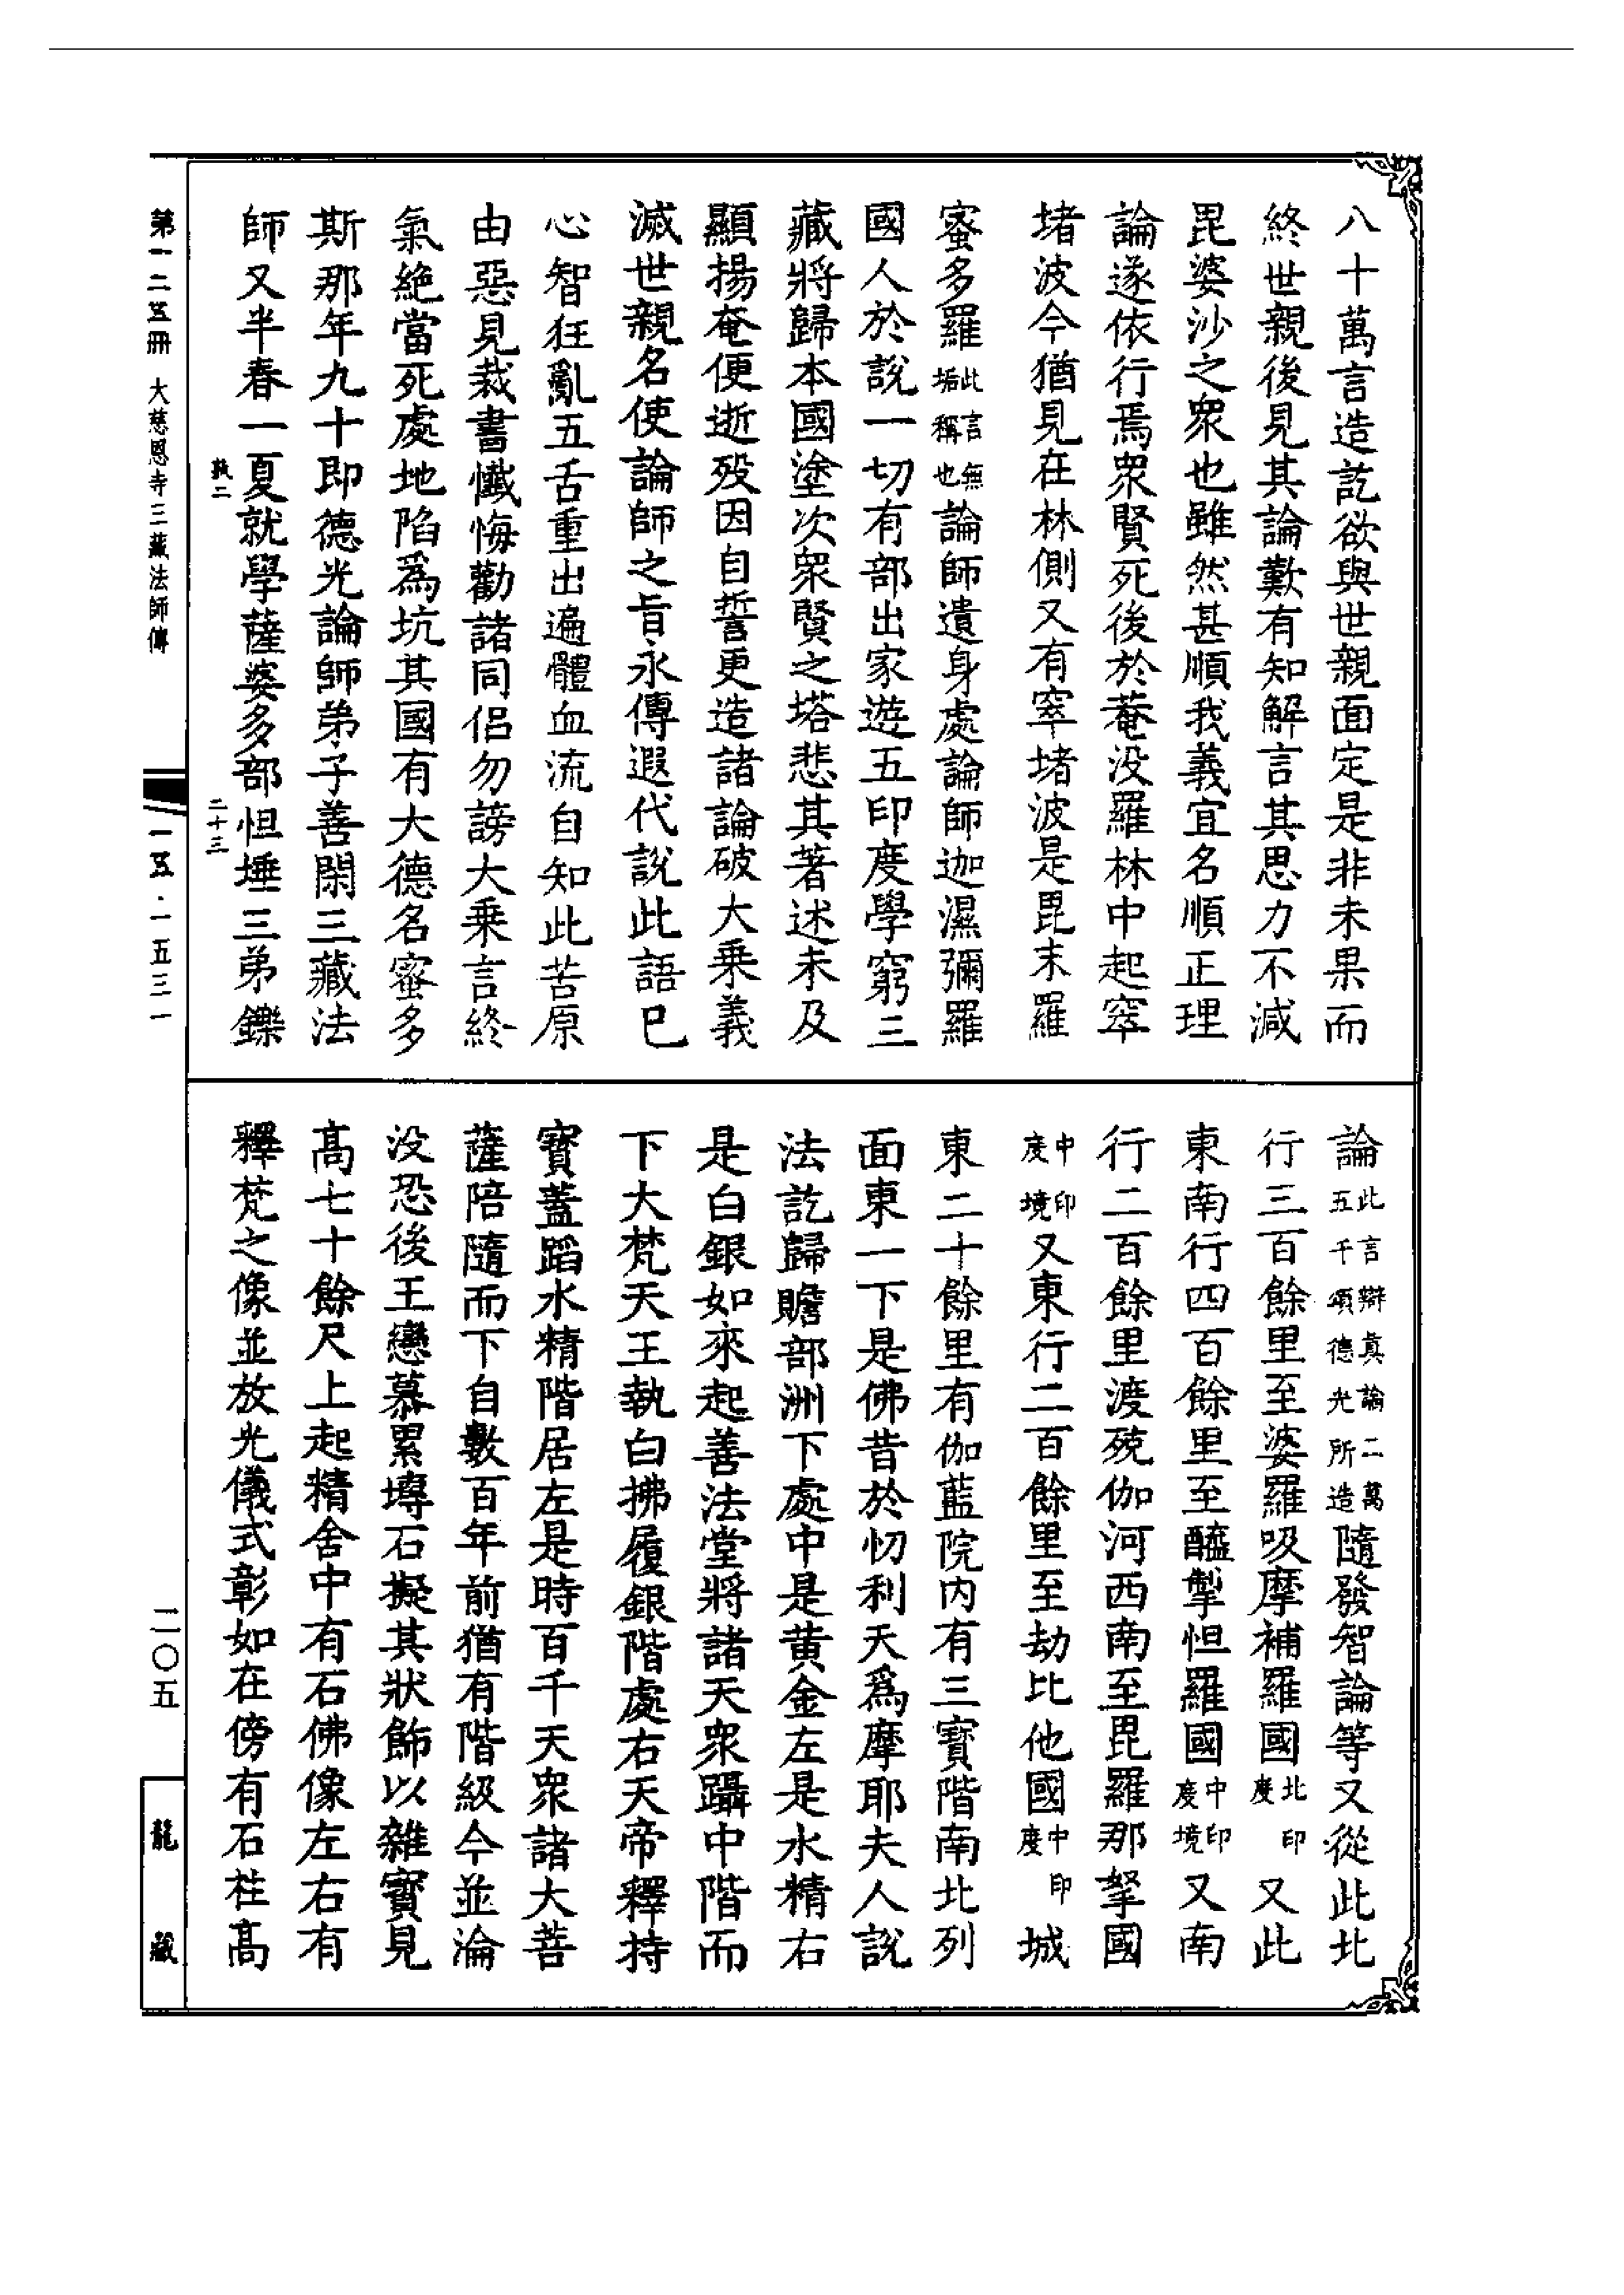 八十萬言造訖欲與世親面定是非未果而
終世親後見其論歎有知解言其思力不減
毘婆沙之衆也雖然甚順我義宜名順正理
論遂依行焉衆賢死後於菴没羅林中起窣
堵波今猶見在林側又有窣堵波是毘末羅
蜜多羅此言無垢稱也論師遺身處論師迦濕彌羅
國人於說一切有部出家遊五印度學窮三
藏將歸本國塗次衆賢之塔悲其著述未及
顯揚奄便逝歿因自誓更造諸論破大乗義
滅世親名使論師之旨永傳遐代說此語已
心智狂亂五舌重出遍體血流自知此苦原
由惡見裁書懺悔勸諸同侣勿謗大乗言終
氣絶當死處地陷爲坑其國有大德名蜜多
斯那年九十即德光論師弟子善閑三藏法
師又半春一夏就學薩婆多部怛埵三弟鑠
論此言辯真論二萬五千頌德光所造隨發智論等又從此北
行三百餘里至婆羅吸摩補羅國北印度又此
東南行四百餘里至醯掣怛羅國中印度境又南
行二百餘里渡殑伽河西南至毘羅那拏國
中印度境又東行二百餘里至劫比他國中印度城
東二十餘里有伽藍院内有三寳階南北列
面東一下是佛昔於忉利天爲摩耶夫人說
法訖歸贍部洲下處中是黄金左是水精右
是白銀如來起善法堂將諸天衆躡中階而
下大梵天王執白拂履銀階處右天帝釋持
寳蓋蹈水精階居左是時百千天衆諸大菩
薩陪隨而下自數百年前猶有階級今並淪
没恐後王戀慕累塼石擬其狀飾以雜寳見
髙七十餘尺上起精舍中有石佛像左右有
釋梵之像並放光儀式彰如在傍有石柱髙
第一二五冊 大慈恩寺三藏法師傳
二十三
一五·一五三一
二〇五
龍藏